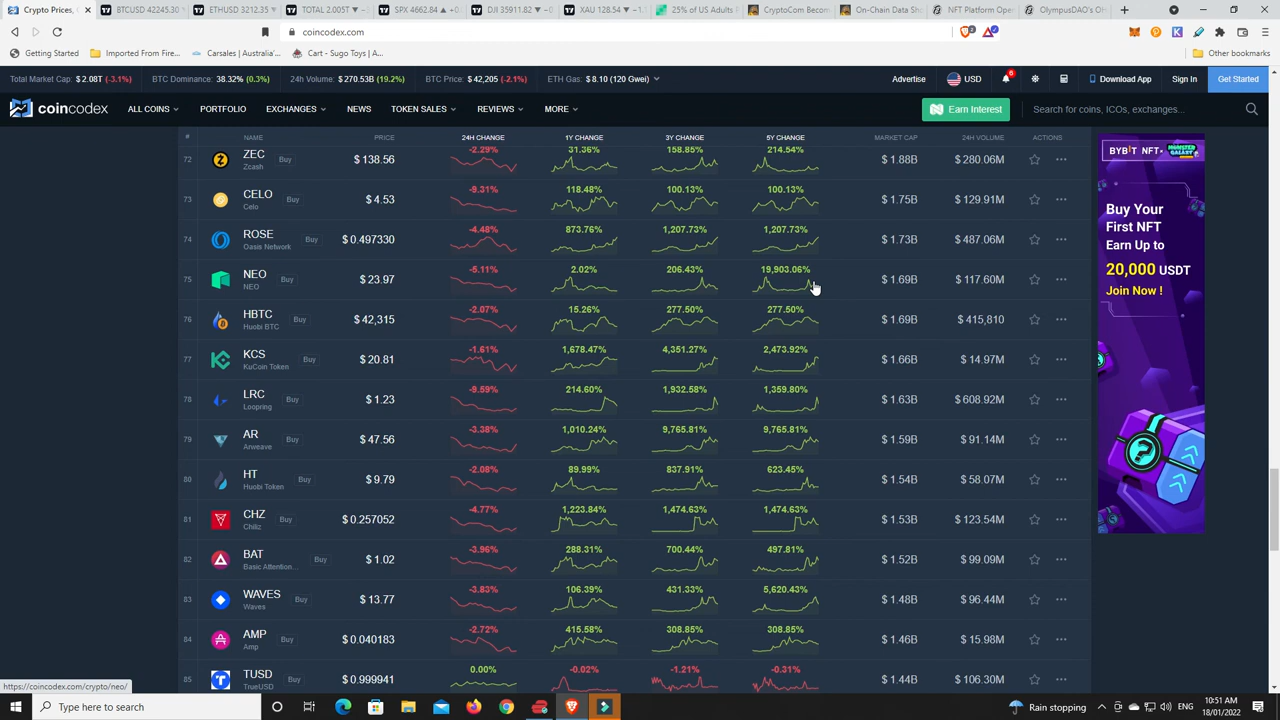 Crypto Prices,
BTCUSD 42245.30
ETHUSD 3212.35
TOTAL 2.005T
SPX 4662.84
DJI 35911.82
XAU 128.54
25% of US Adults
CryptoCom Becom
On-Chain Data Sh
NFT Platform Ope
OlympusDAO's Oh
coincodex.com
Getting Started
Imported From Fire...
Carsales | Australia's...
Cart - Sugo Toys | A...
Other bookmarks
Total Market Cap: $ 2.08T (-3.1%)
BTC Dominance: 38.32% (0.3%)
24h Volume: $ 270.53B (19.2%)
BTC Price: $ 42,205 (-2.1%)
ETH Gas: $ 8.10 (120 Gwei)
Advertise
USD
6
Download App
Sign In
Get Started
coincodex
ALL COINS
PORTFOLIO
EXCHANGES
NEWS
TOKEN SALES
REVIEWS
MORE
Earn Interest
Search for coins, ICOs, exchanges...
# NAME PRICE 24H CHANGE 1Y CHANGE 3Y CHANGE 5Y CHANGE MARKET CAP 24H VOLUME ACTIONS
72 ZEC Buy $ 138.56 -2.29% 31.36% 158.85% 214.54% $ 1.88B $ 280.06M
Zcash
73 CELO Buy $ 4.53 -9.31% 118.48% 100.13% 100.13% $ 1.75B $ 129.91M
Celo
74 ROSE Buy $ 0.497330 -4.48% 873.76% 1,207.73% 1,207.73% $ 1.73B $ 487.06M
Oasis Network
75 NEO Buy $ 23.97 -5.11% 2.02% 206.43% 19,903.06% $ 1.69B $ 117.60M
NEO
76 HBTC Buy $ 42,315 -2.07% 15.26% 277.50% 277.50% $ 1.69B $ 415,810
Huobi BTC
77 KCS Buy $ 20.81 -1.61% 1,678.47% 4,351.27% 2,473.92% $ 1.66B $ 14.97M
KuCoin Token
78 LRC Buy $ 1.23 -9.59% 214.60% 1,932.58% 1,359.80% $ 1.63B $ 608.92M
Loopring
79 AR Buy $ 47.56 -3.38% 1,010.24% 9,765.81% 9,765.81% $ 1.59B $ 91.14M
Arweave
80 HT Buy $ 9.79 -2.08% 89.99% 837.91% 623.45% $ 1.54B $ 58.07M
Huobi Token
81 CHZ Buy $ 0.257052 -4.77% 1,223.84% 1,474.63% 1,474.63% $ 1.53B $ 123.54M
Chiliz
82 BAT Buy $ 1.02 -3.96% 288.31% 700.44% 497.81% $ 1.52B $ 99.09M
Basic Attention...
83 WAVES Buy $ 13.77 -3.83% 106.39% 431.33% 5,620.43% $ 1.48B $ 96.44M
Waves
84 AMP Buy $ 0.040183 -2.72% 415.58% 308.85% 308.85% $ 1.46B $ 15.98M
Amp
85 TUSD Buy $ 0.999941 0.00% -0.02% -1.21% -0.31% $ 1.44B $ 106.30M
TrueUSD
BYBIT NFT×
MONSTER GALAXY
Buy Your
First NFT
Earn Up to
20,000 USDT
Join Now !
https://coincodex.com/crypto/neo/
Type here to search
Rain stopping
ENG
10:51 AM
18/01/2022